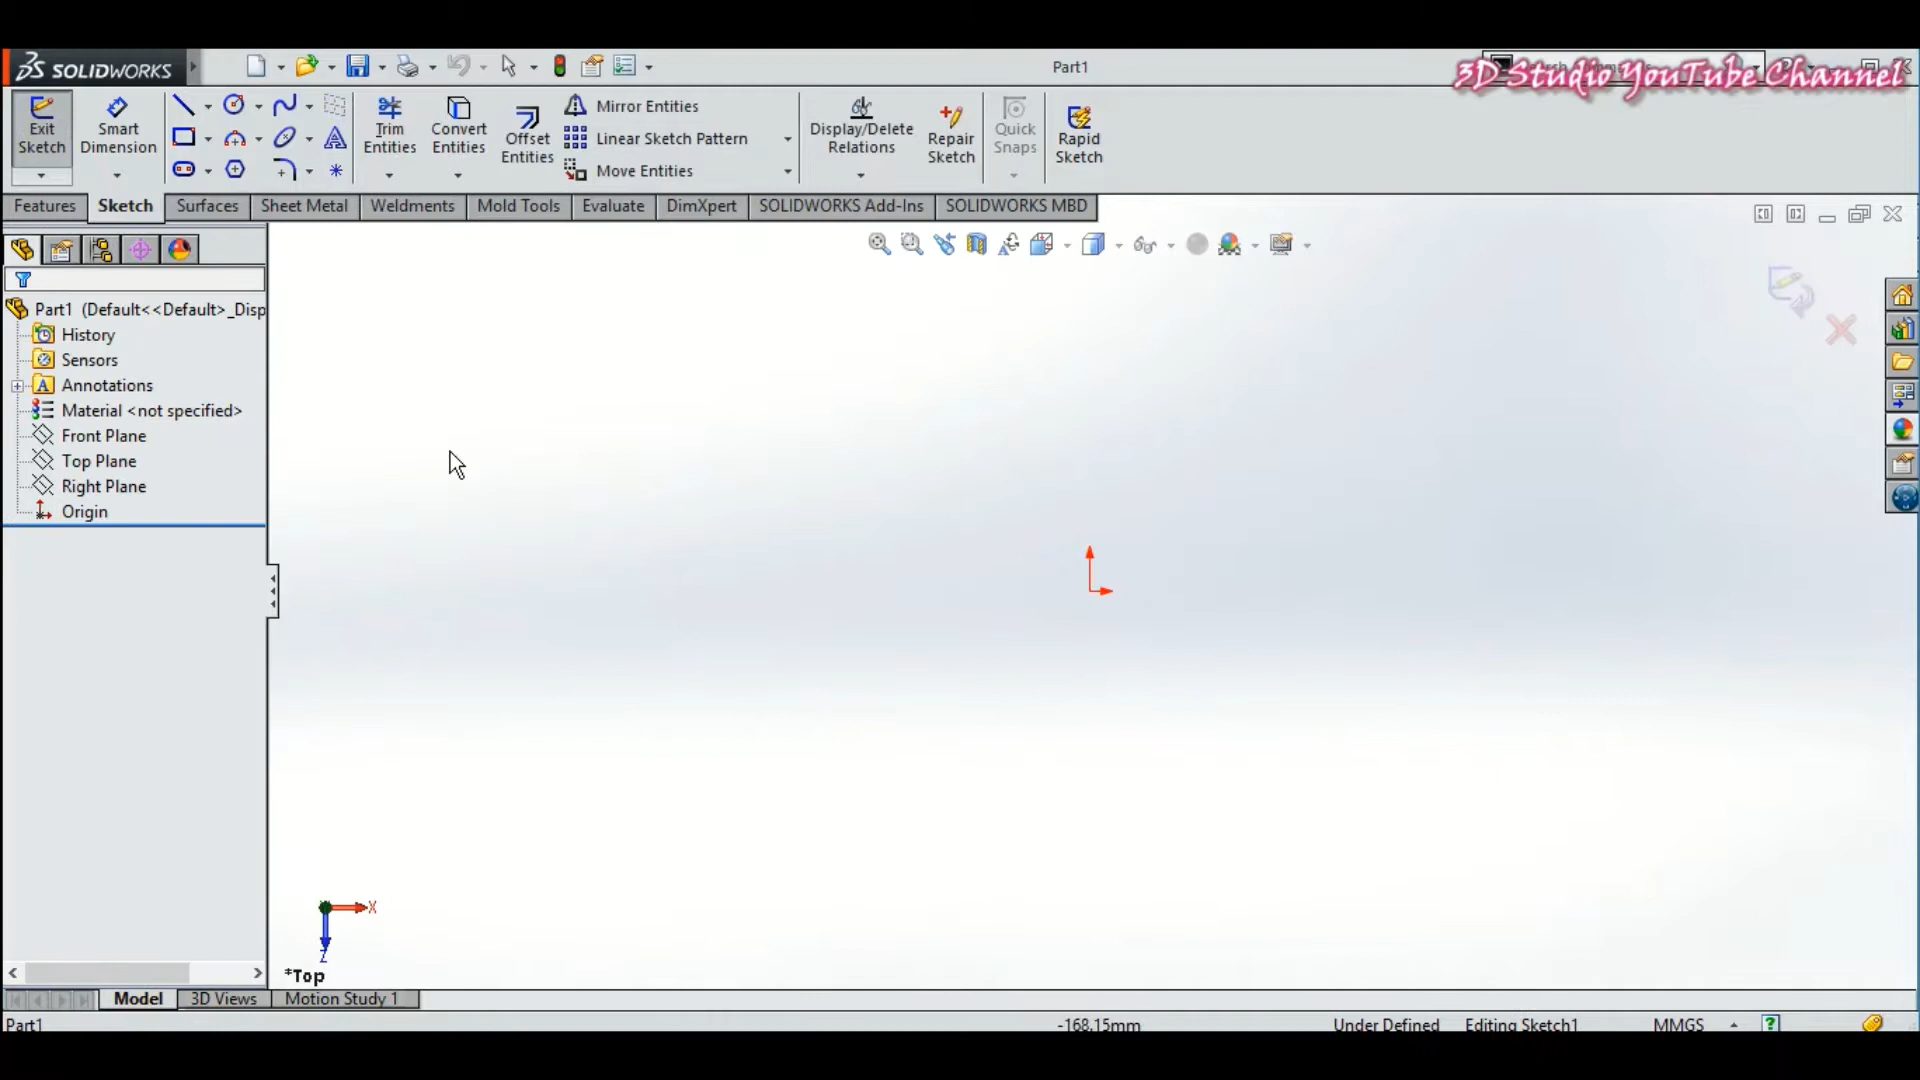 SOLIDWORKS
Part1
3D Studio YouTube Channel
Exit Sketch
Smart Dimension
Trim Entities
Convert Entities
Offset Entities
Mirror Entities
Linear Sketch Pattern
Move Entities
Display/Delete Relations
Repair Sketch
Quick Snaps
Rapid Sketch
Features
Sketch
Surfaces
Sheet Metal
Weldments
Mold Tools
Evaluate
DimXpert
SOLIDWORKS Add-Ins
SOLIDWORKS MBD
Part1 (Default<<Default>_Disp
History
Sensors
Annotations
Material <not specified>
Front Plane
Top Plane
Right Plane
Origin
X
Z
*Top
Model
3D Views
Motion Study 1
Part1
-168.15mm
Under Defined
Editing Sketch1
MMGS